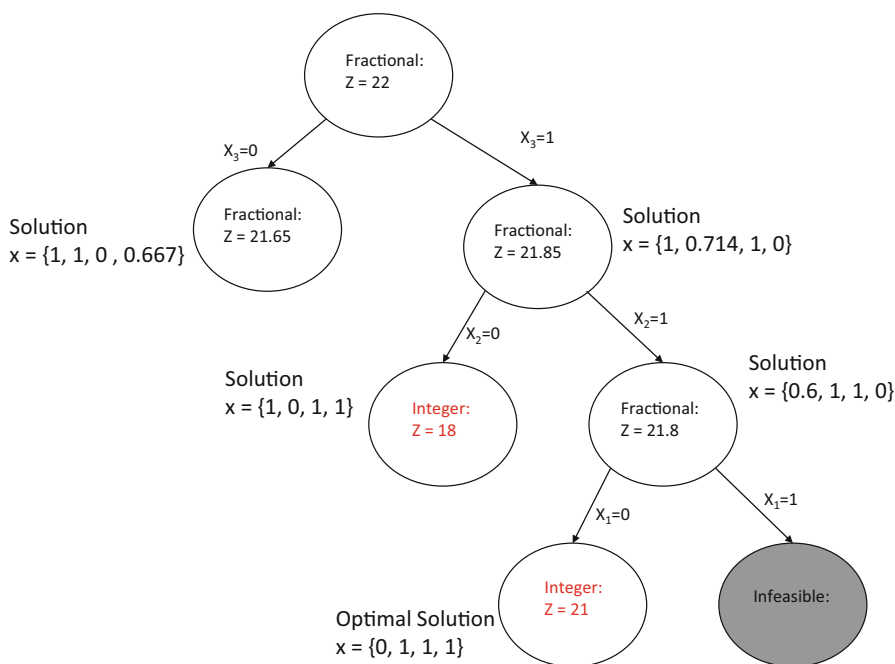 Fractional:
Z = 22
X₃=0
X₃=1
Fractional:
Z = 21.65
Solution
x = {1, 1, 0 , 0.667}
Fractional:
Z = 21.85
Solution
x = {1, 0.714, 1, 0}
X₂=0
X₂=1
Solution
x = {1, 0, 1, 1}
Integer:
Z = 18
Fractional:
Z = 21.8
Solution
x = {0.6, 1, 1, 0}
X₁=0
X₁=1
Integer:
Z = 21
Optimal Solution
x = {0, 1, 1, 1}
Infeasible: